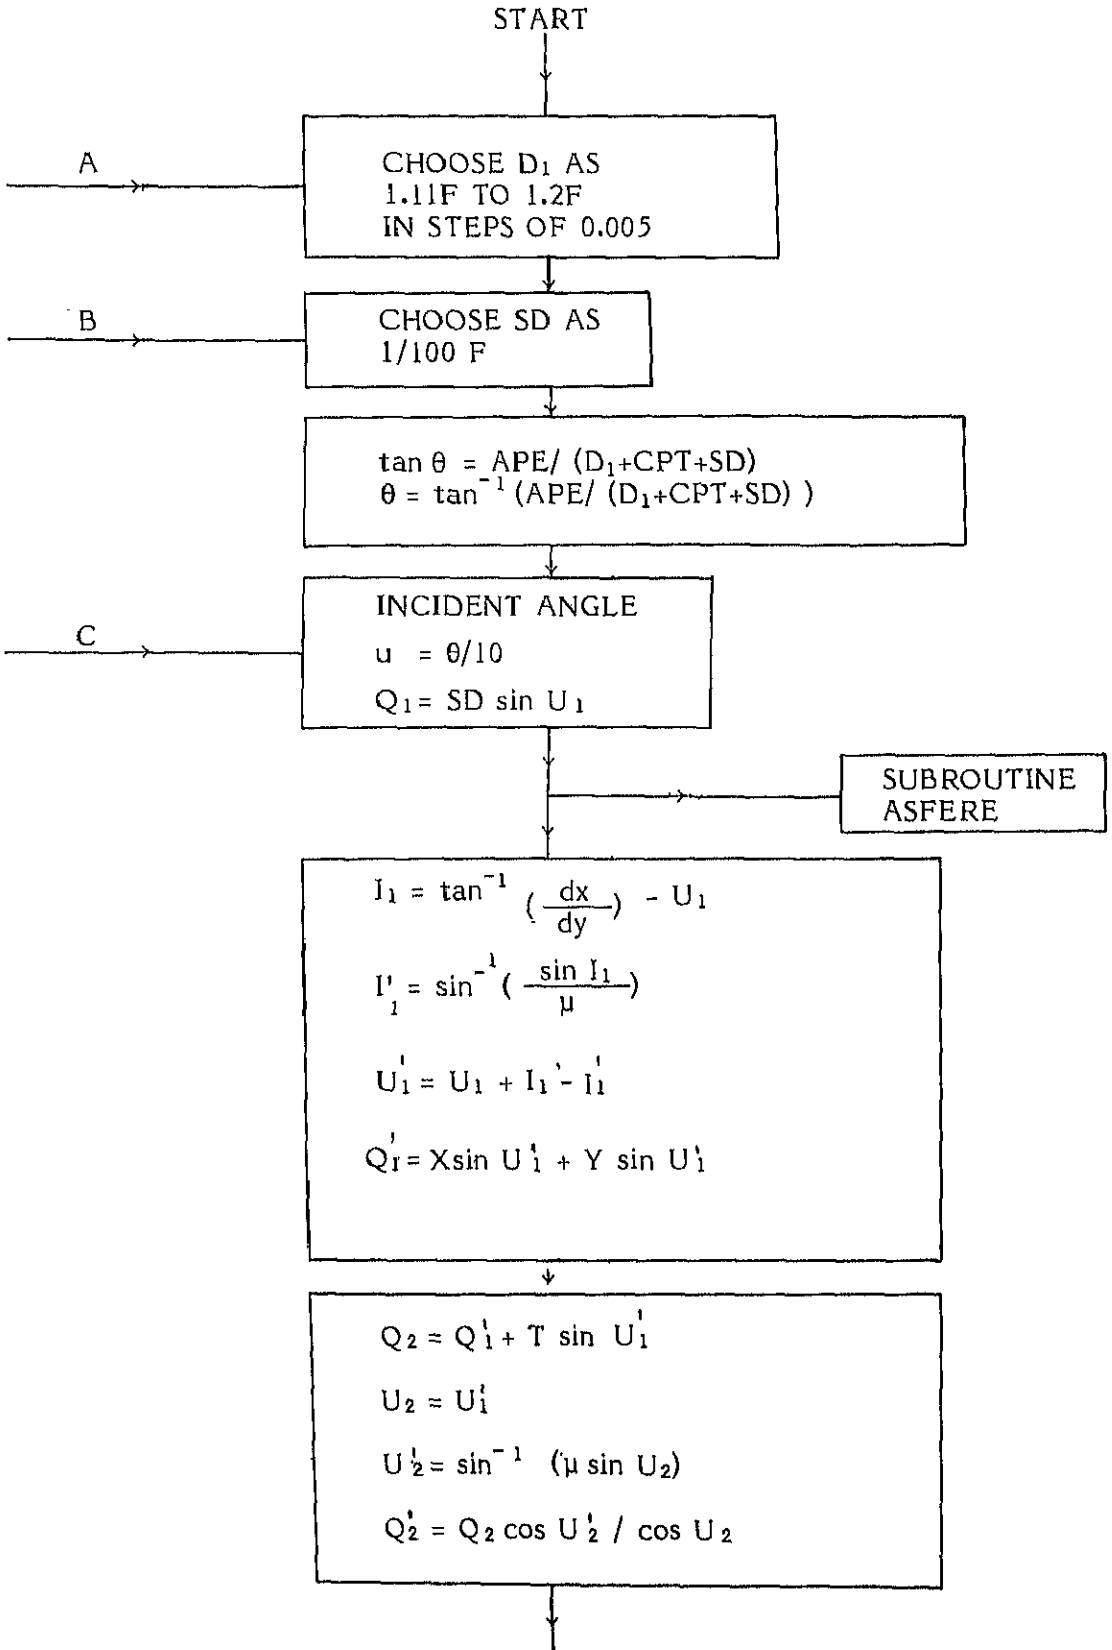 START
A
CHOOSE D₁ AS
1.11F TO 1.2F
IN STEPS OF 0.005
B
CHOOSE SD AS
1/100 F
tan θ = APE/ (D₁+CPT+SD)
θ = tan⁻¹ (APE/ (D₁+CPT+SD) )
INCIDENT ANGLE
C
u = θ/10
Q₁ = SD sin U₁
SUBROUTINE
ASFERE
I₁ = tan⁻¹ (dx/dy) - U₁
I'₁ = sin⁻¹ (sin I₁/μ)
U'₁ = U₁ + I₁ - I'₁
Q'₁ = Xsin U'₁ + Y sin U'₁
Q₂ = Q'₁ + T sin U'₁
U₂ = U'₁
U'₂ = sin⁻¹ (μ sin U₂)
Q'₂ = Q₂ cos U'₂ / cos U₂